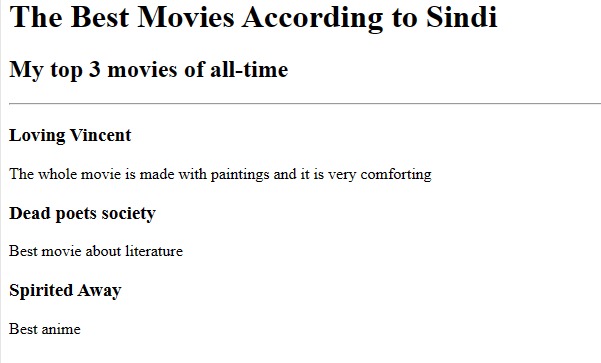 The Best Movies According to Sindi
My top 3 movies of all-time
Loving Vincent
The whole movie is made with paintings and it is very comforting
Dead poets society
Best movie about literature
Spirited Away
Best anime